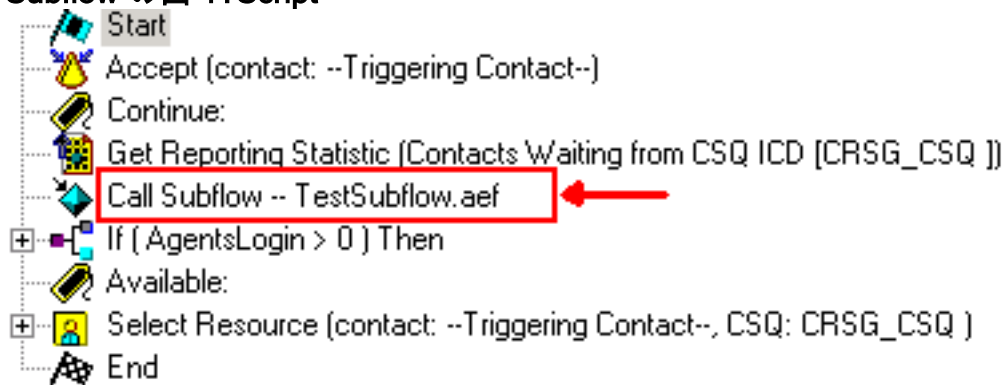 Start
Accept (contact: --Triggering Contact--)
Continue:
Get Reporting Statistic (Contacts Waiting from CSQ ICD [CRSG_CSQ ])
Call Subflow -- TestSubflow.aef
If ( AgentsLogin > 0 ) Then
Available:
Select Resource (contact: --Triggering Contact--, CSQ: CRSG_CSQ )
End